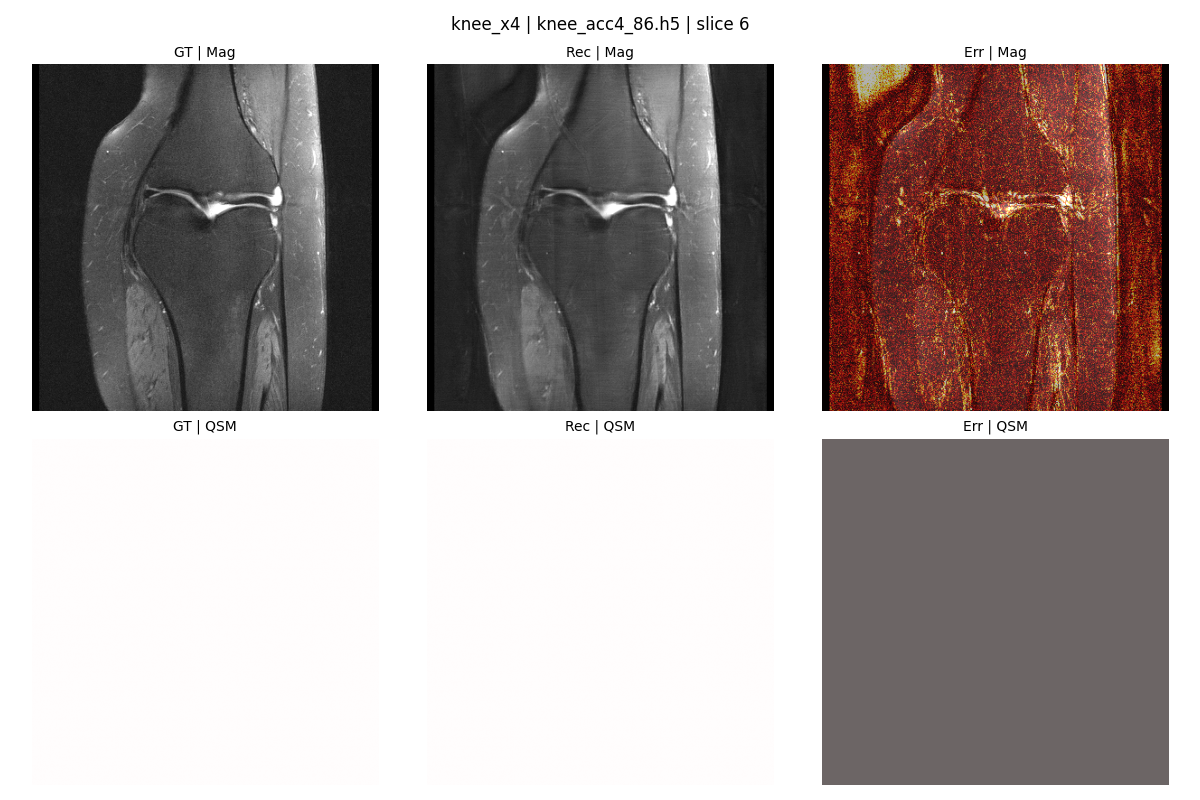 knee_x4 | knee_acc4_86.h5 | slice 6
GT | Mag
Rec | Mag
Err | Mag
GT | QSM
Rec | QSM
Err | QSM